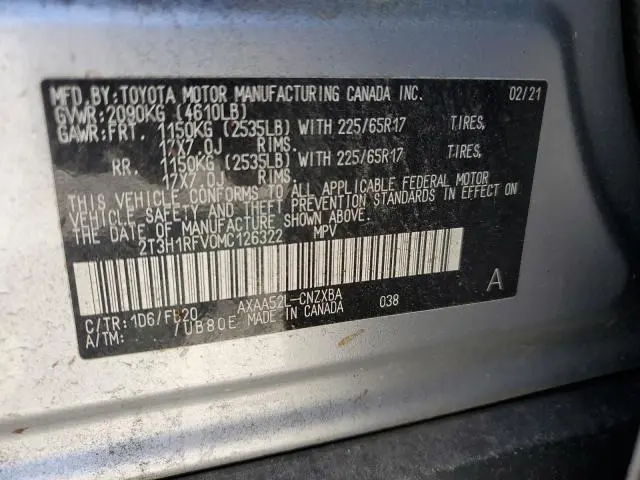 MFD.BY:TOYOTA MOTOR MANUFACTURING CANADA INC. 02/21
GVWR:2090KG (4610LB)
GAWR:FRT. 1150KG (2535LB) WITH 225/65R17 TIRES,
17X7.0J RIMS.
RR. 1150KG (2535LB) WITH 225/65R17 TIRES,
17X7.0J RIMS.
THIS VEHICLE CONFORMS TO ALL APPLICABLE FEDERAL MOTOR
VEHICLE SAFETY AND THEFT PREVENTION STANDARDS IN EFFECT ON
THE DATE OF MANUFACTURE SHOWN ABOVE.
2T3H1RFV0MC126322 MPV
C/TR:1D6/FB20 AXAA52L-CNZXBA 038 A
A/TM: /UB80E MADE IN CANADA